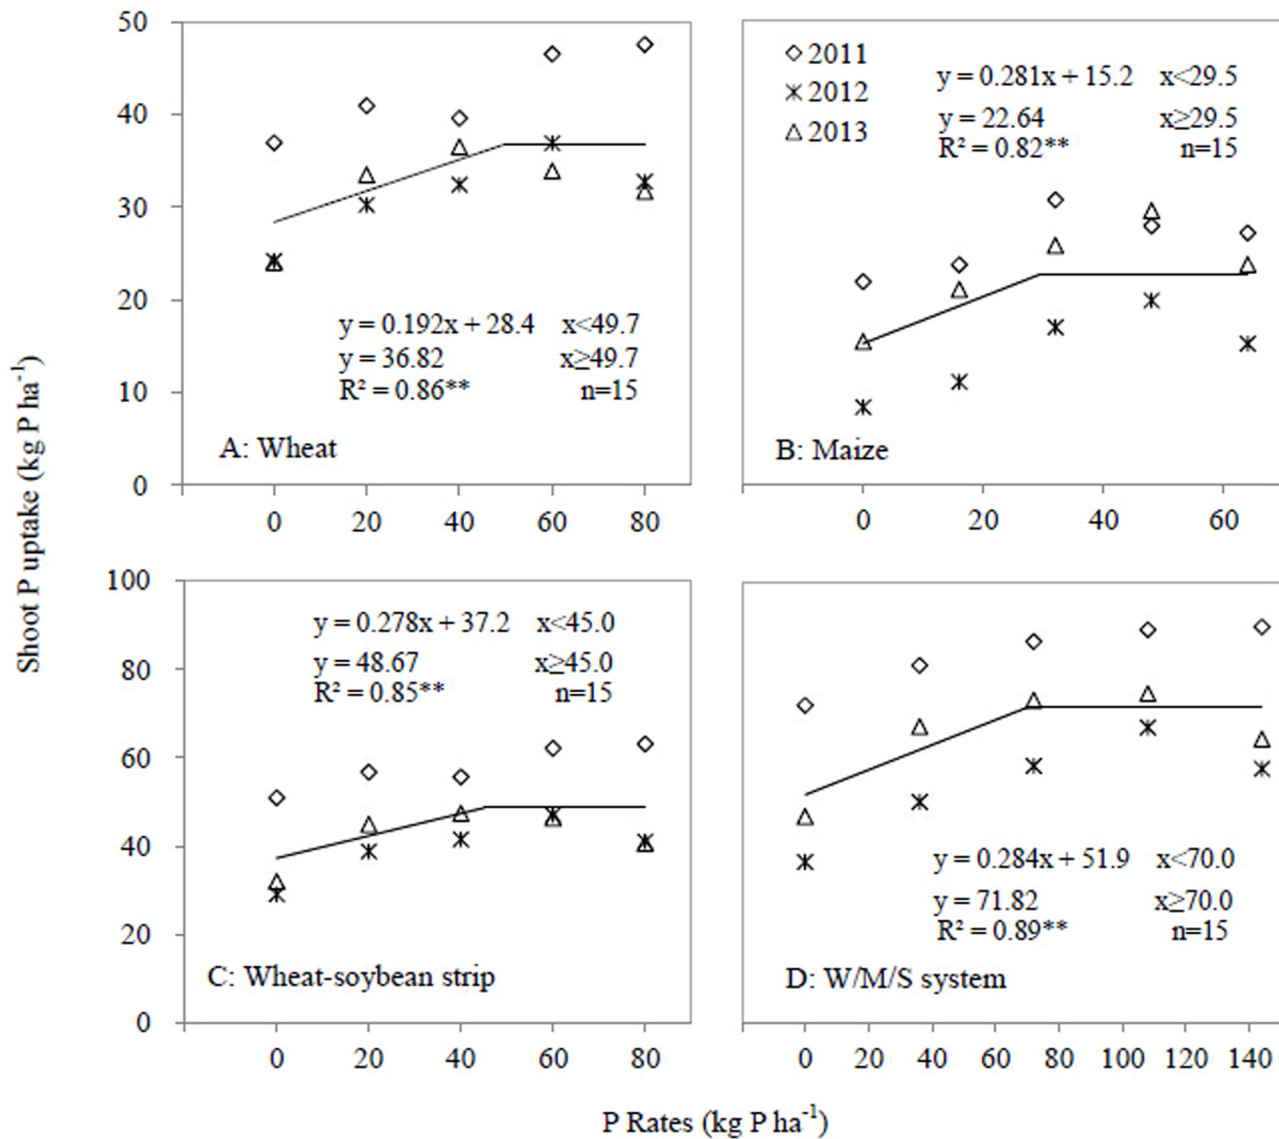 Shoot P uptake (kg P ha⁻¹)
50
40
30
20
10
0
y = 0.192x + 28.4 x<49.7
y = 36.82 x≥49.7
R² = 0.86** n=15
A: Wheat
0 20 40 60 80
2011
2012
2013
y = 0.281x + 15.2 x<29.5
y = 22.64 x≥29.5
R² = 0.82** n=15
B: Maize
0 20 40 60
100
80
60
40
20
0
y = 0.278x + 37.2 x<45.0
y = 48.67 x≥45.0
R² = 0.85** n=15
C: Wheat-soybean strip
0 20 40 60 80
y = 0.284x + 51.9 x<70.0
y = 71.82 x≥70.0
R² = 0.89** n=15
D: W/M/S system
0 20 40 60 80 100 120 140
P Rates (kg P ha⁻¹)